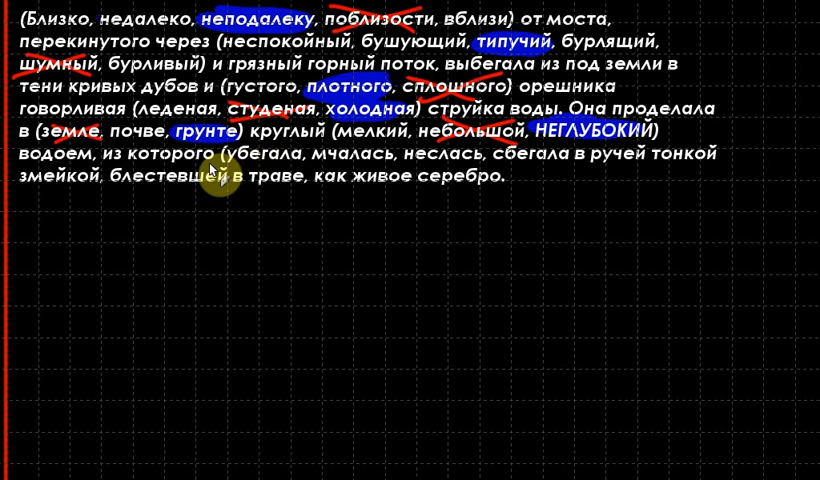 (Близко, недалеко, неподалеку, поблизости, вблизи) от моста,
перекинутого через (неспокойный, бушующий, типучий, бурлящий,
шумный, бурливый) и грязный горный поток, выбегала из под земли в
тени кривых дубов и (густого, плотного, сплошного) орешника
говорливая (леденая, студеная, холодная) струйка воды. Она проделала
в (земле, почве, грунте) круглый (мелкий, небольшой, НЕГЛУБОКИЙ)
водоем, из которого (убегала, мчалась, неслась, сбегала в ручей тонкой
змейкой, блестевшей в траве, как живое серебро.